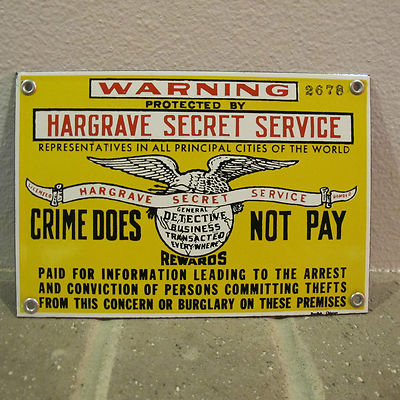 WARNING
2678
PROTECTED BY
HARGRAVE SECRET SERVICE
REPRESENTATIVES IN ALL PRINCIPAL CITIES OF THE WORLD
LICENSED HARGRAVE SECRET SERVICE BONDED
CRIME DOES NOT PAY
GENERAL
DETECTIVE
BUSINESS
TRANSACTED
EVERYWHERE
REWARDS
PAID FOR INFORMATION LEADING TO THE ARREST
AND CONVICTION OF PERSONS COMMITTING THEFTS
FROM THIS CONCERN OR BURGLARY ON THESE PREMISES